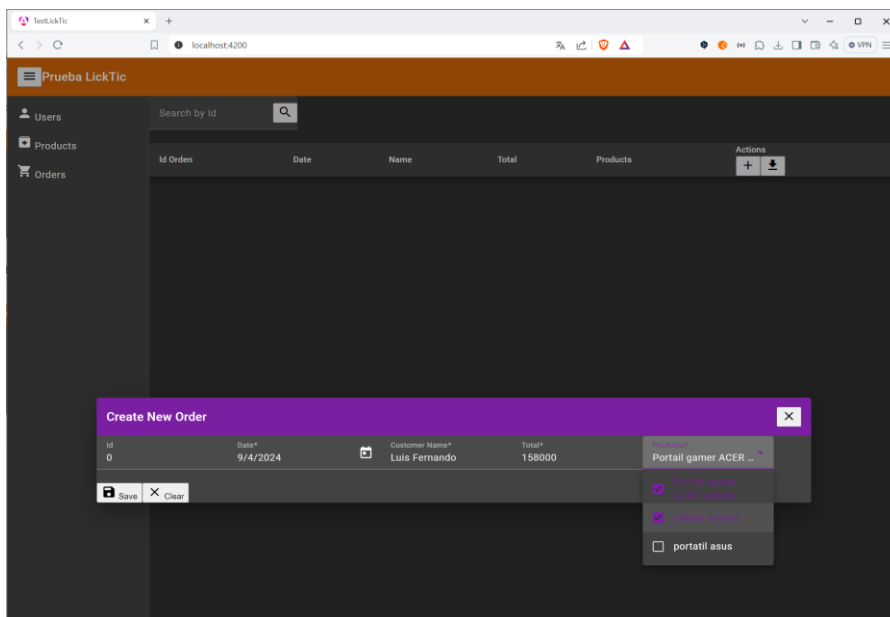 TestLickTic
localhost:4200
VPN
Prueba LickTic
Users
Products
Orders
Search by Id
Id Orden Date Name Total Products Actions
Create New Order
Id Date* Customer Name* Total* Products*
0 9/4/2024 Luis Fernando 158000 Portail gamer ACER ...
Save Clear
portatil asus